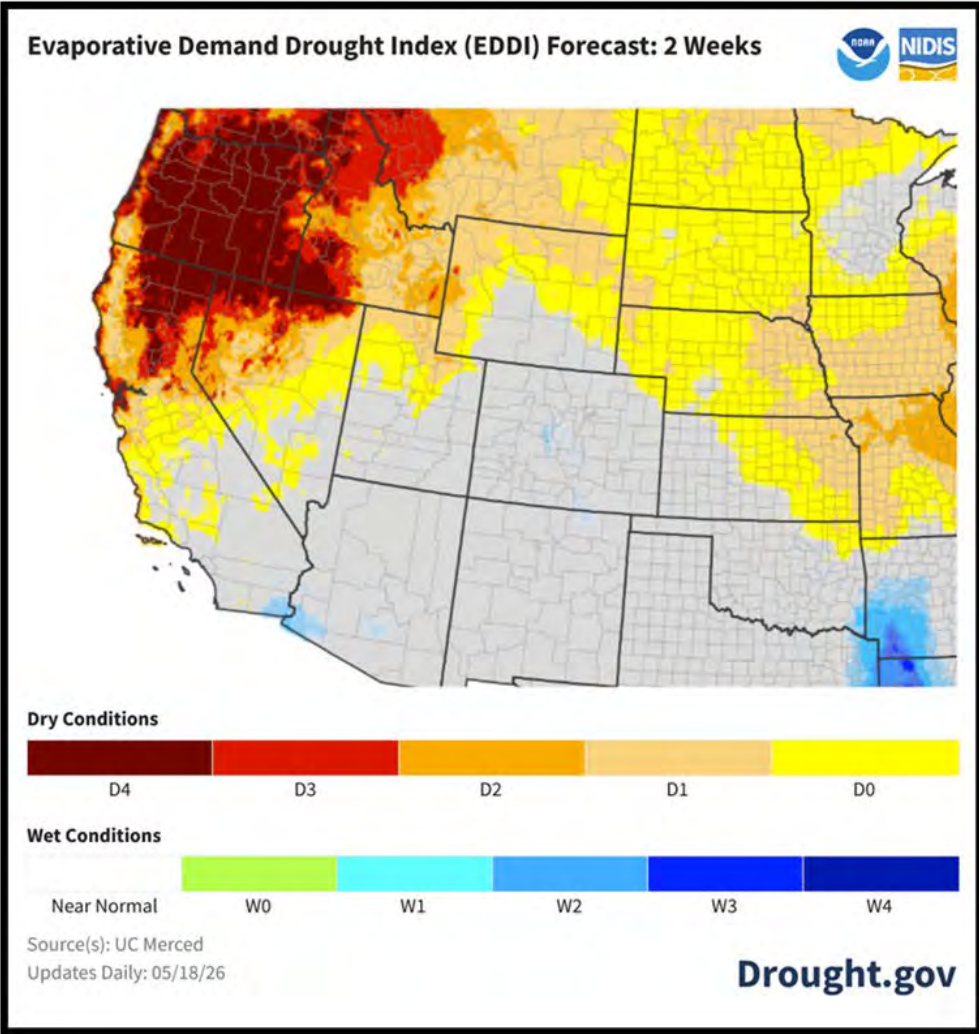 Evaporative Demand Drought Index (EDDI) Forecast: 2 Weeks
NOAA
NIDIS
Dry Conditions
D4 D3 D2 D1 D0
Wet Conditions
Near Normal W0 W1 W2 W3 W4
Source(s): UC Merced
Updates Daily: 05/18/26
Drought.gov